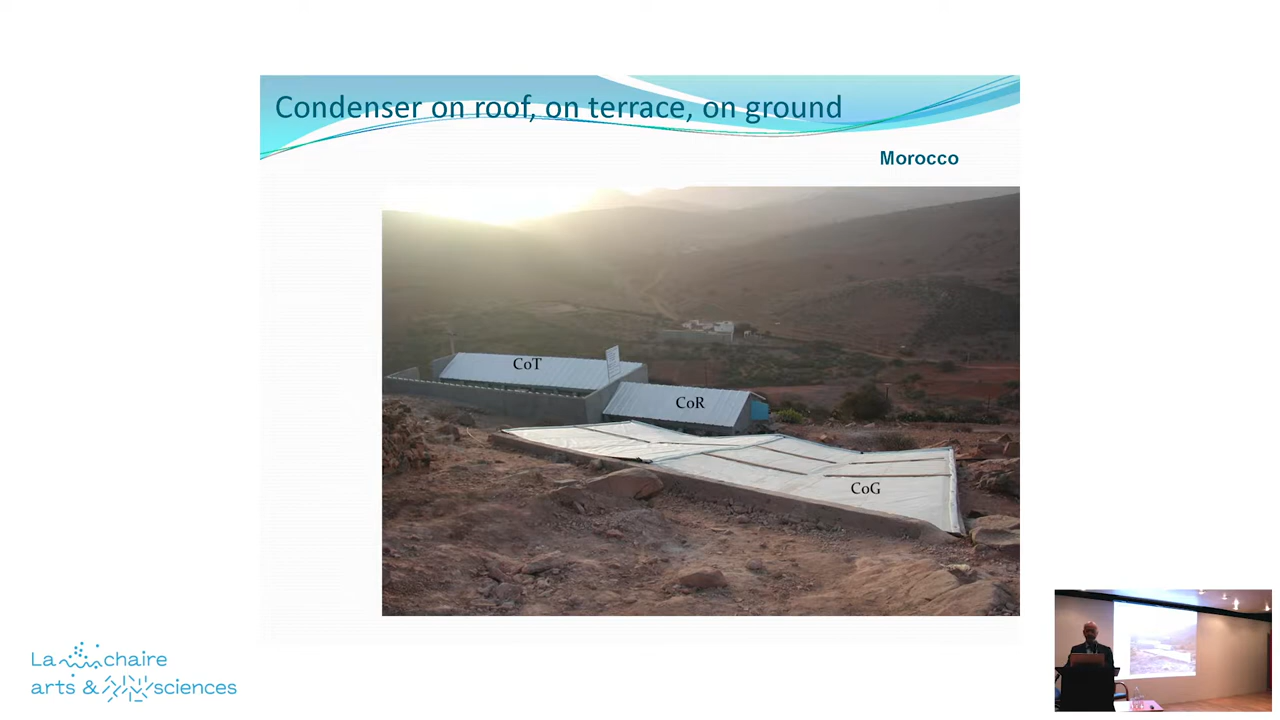 Condenser on roof, on terrace, on ground
Morocco
CoT
CoR
CoG
La chaire
arts & sciences